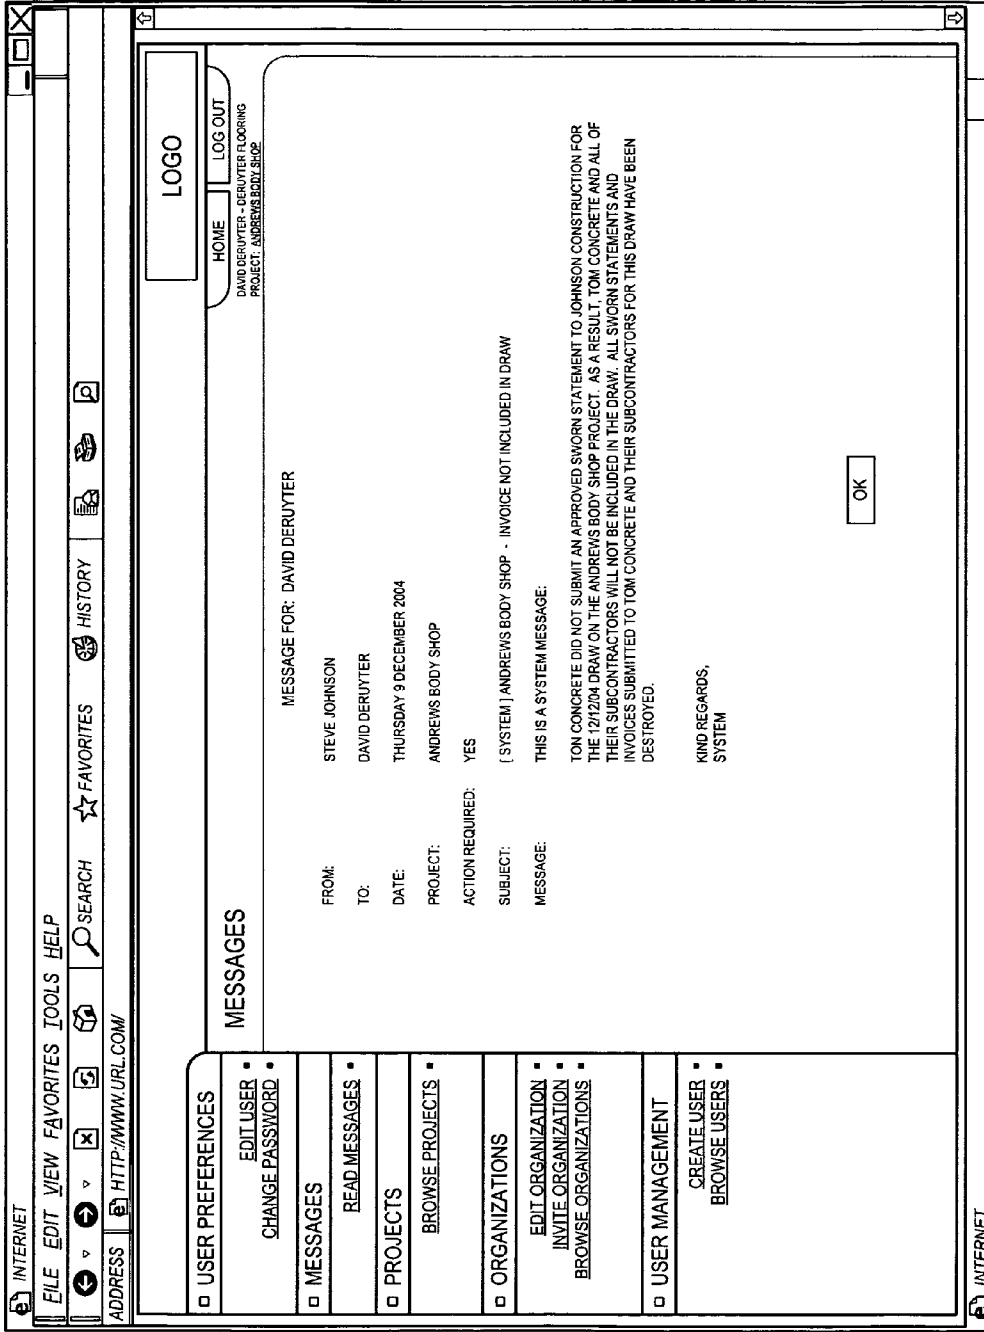 INTERNET
FILE EDIT VIEW FAVORITES TOOLS HELP
SEARCH FAVORITES HISTORY
ADDRESS HTTP://WWW.URL.COM/
LOGO
HOME LOG OUT
DAVID DERUYTER - DERUYTER FLOORING
PROJECT: ANDREWS BODY SHOP
USER PREFERENCES
EDIT USER
CHANGE PASSWORD
MESSAGES
READ MESSAGES
PROJECTS
BROWSE PROJECTS
ORGANIZATIONS
EDIT ORGANIZATION
INVITE ORGANIZATION
BROWSE ORGANIZATIONS
USER MANAGEMENT
CREATE USER
BROWSE USERS
MESSAGES
MESSAGE FOR: DAVID DERUYTER
FROM: STEVE JOHNSON
TO: DAVID DERUYTER
DATE: THURSDAY 9 DECEMBER 2004
PROJECT: ANDREWS BODY SHOP
ACTION REQUIRED: YES
SUBJECT: [ SYSTEM ] ANDREWS BODY SHOP - INVOICE NOT INCLUDED IN DRAW
MESSAGE: THIS IS A SYSTEM MESSAGE:
TON CONCRETE DID NOT SUBMIT AN APPROVED SWORN STATEMENT TO JOHNSON CONSTRUCTION FOR
THE 12/12/04 DRAW ON THE ANDREWS BODY SHOP PROJECT. AS A RESULT, TOM CONCRETE AND ALL OF
THEIR SUBCONTRACTORS WILL NOT BE INCLUDED IN THE DRAW. ALL SWORN STATEMENTS AND
INVOICES SUBMITTED TO TOM CONCRETE AND THEIR SUBCONTRACTORS FOR THIS DRAW HAVE BEEN
DESTROYED.
KIND REGARDS,
SYSTEM
OK
INTERNET